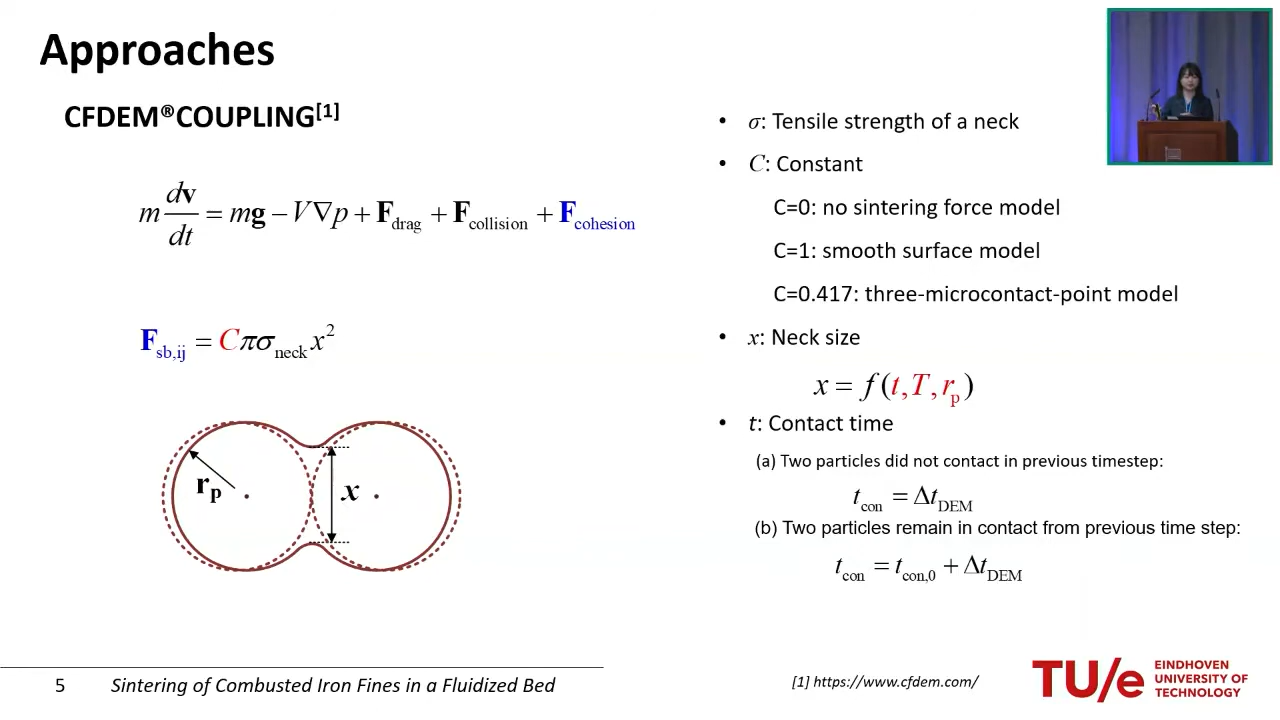 Approaches
CFDEM®COUPLING[1]
m dv/dt = mg − V∇p + F_drag + F_collision + F_cohesion
F_sb,ij = Cπσ_neck x²
r_p
x
• σ: Tensile strength of a neck
• C: Constant
C=0: no sintering force model
C=1: smooth surface model
C=0.417: three-microcontact-point model
• x: Neck size
x = f(t,T,r_p)
• t: Contact time
(a) Two particles did not contact in previous timestep:
t_con = Δt_DEM
(b) Two particles remain in contact from previous time step:
t_con = t_con,0 + Δt_DEM
5 Sintering of Combusted Iron Fines in a Fluidized Bed
[1] https://www.cfdem.com/
TU/e EINDHOVEN
UNIVERSITY OF
TECHNOLOGY